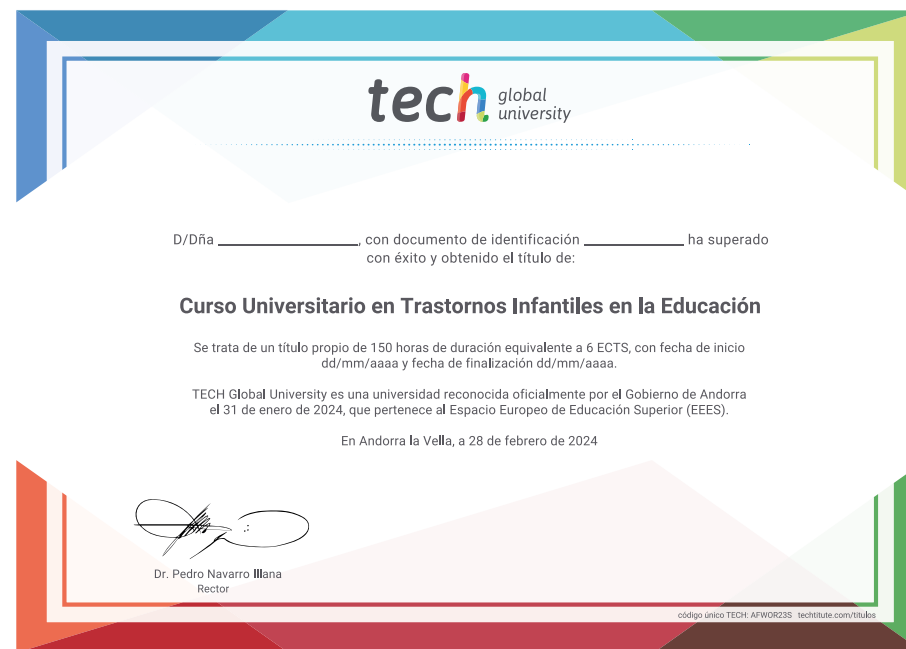 tech global university
D/Dña ____________________, con documento de identificación ______________ ha superado
con éxito y obtenido el título de:
Curso Universitario en Trastornos Infantiles en la Educación
Se trata de un título propio de 150 horas de duración equivalente a 6 ECTS, con fecha de inicio
dd/mm/aaaa y fecha de finalización dd/mm/aaaa.
TECH Global University es una universidad reconocida oficialmente por el Gobierno de Andorra
el 31 de enero de 2024, que pertenece al Espacio Europeo de Educación Superior (EEES).
En Andorra la Vella, a 28 de febrero de 2024
Dr. Pedro Navarro Illana
Rector
código único TECH: AFWOR23S techtitute.com/titulos